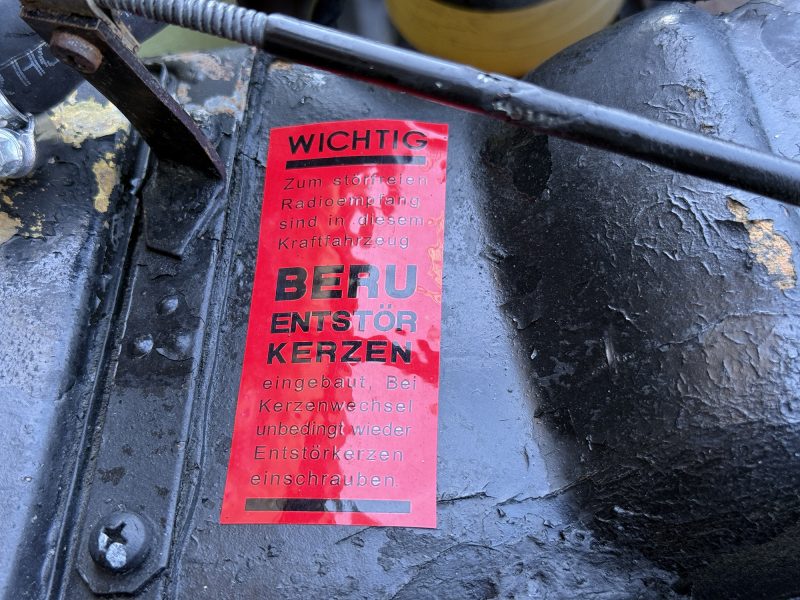 WICHTIG
Zum störfreien
Radioempfang
sind in diesem
Kraftfahrzeug
BERU
ENTSTÖR
KERZEN
eingebaut, Bei
Kerzenwechsel
unbedingt wieder
Entstörkerzen
einschrauben.